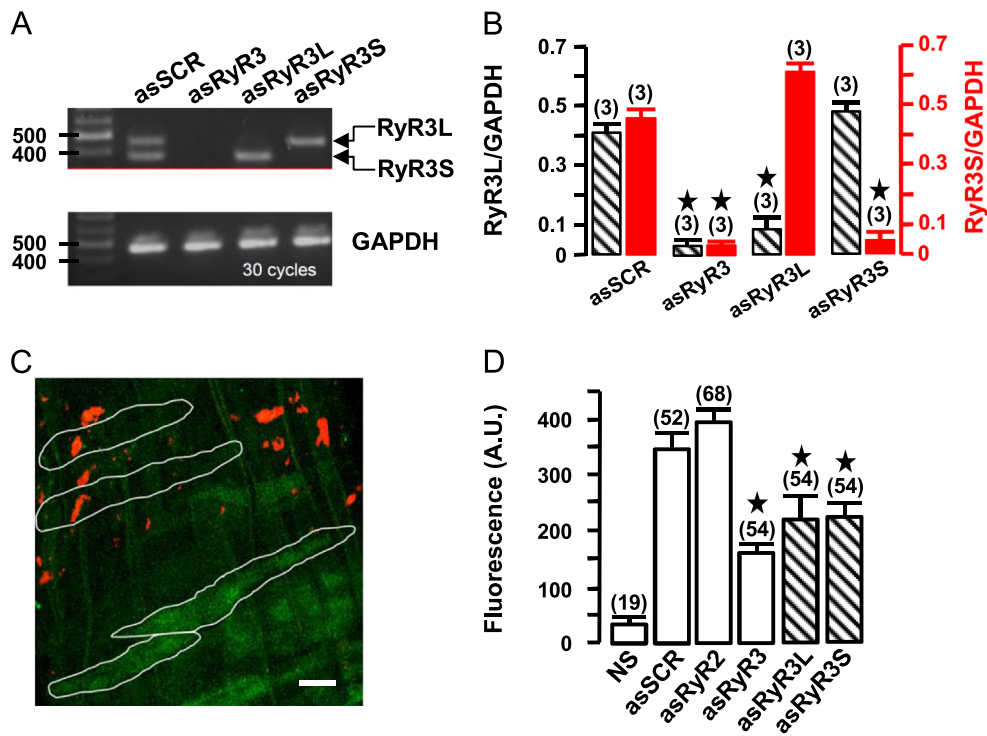 A
asSCR
asRyR3
asRyR3L
asRyR3S
500
400
RyR3L
RyR3S
500
400
GAPDH
30 cycles
B
RyR3L/GAPDH
0.7
0.5
0.3
0.1
0
(3)
(3)
(3)
(3)
(3)
(3)
(3)
(3)
0.7
0.5
0.3
0.1
0
RyR3S/GAPDH
asSCR
asRyR3
asRyR3L
asRyR3S
C
D
Fluorescence (A.U.)
400
300
200
100
0
(19)
(52)
(68)
(54)
(54)
(54)
NS
asSCR
asRyR2
asRyR3
asRyR3L
asRyR3S